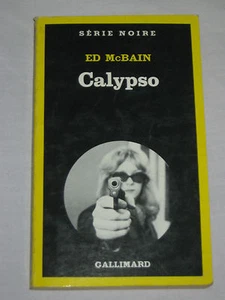 SÉRIE NOIRE
ED McBAIN
Calypso
GALLIMARD